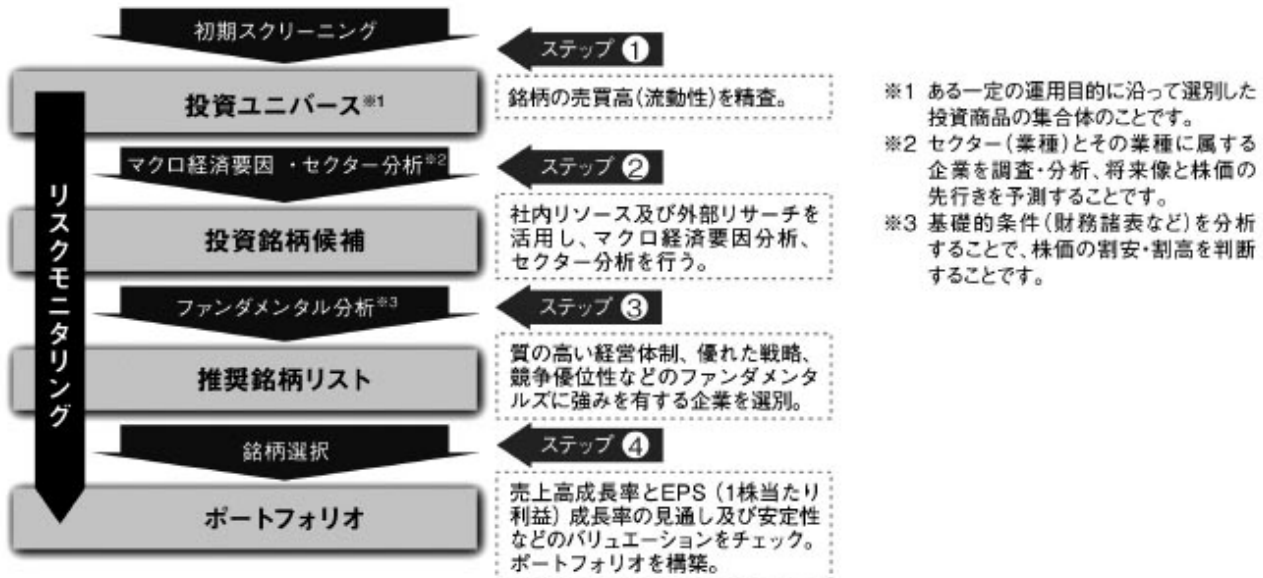 初期スクリーニング
ステップ ①
投資ユニバース※1
銘柄の売買高(流動性)を精査。
マクロ経済要因 ・セクター分析※2
ステップ ②
投資銘柄候補
社内リソース及び外部リサーチを
活用し、マクロ経済要因分析、
セクター分析を行う。
ファンダメンタル分析※3
ステップ ③
推奨銘柄リスト
質の高い経営体制、優れた戦略、
競争優位性などのファンダメンタ
ルズに強みを有する企業を選別。
銘柄選択
ステップ ④
ポートフォリオ
売上高成長率とEPS (1株当たり
利益) 成長率の見通し及び安定性
などのバリュエーションをチェック。
ポートフォリオを構築。
リスクモニタリング
※1 ある一定の運用目的に沿って選別した
投資商品の集合体のことです。
※2 セクター(業種)とその業種に属する
企業を調査・分析、将来像と株価の
先行きを予測することです。
※3 基礎的条件(財務諸表など)を分析
することで、株価の割安・割高を判断
することです。